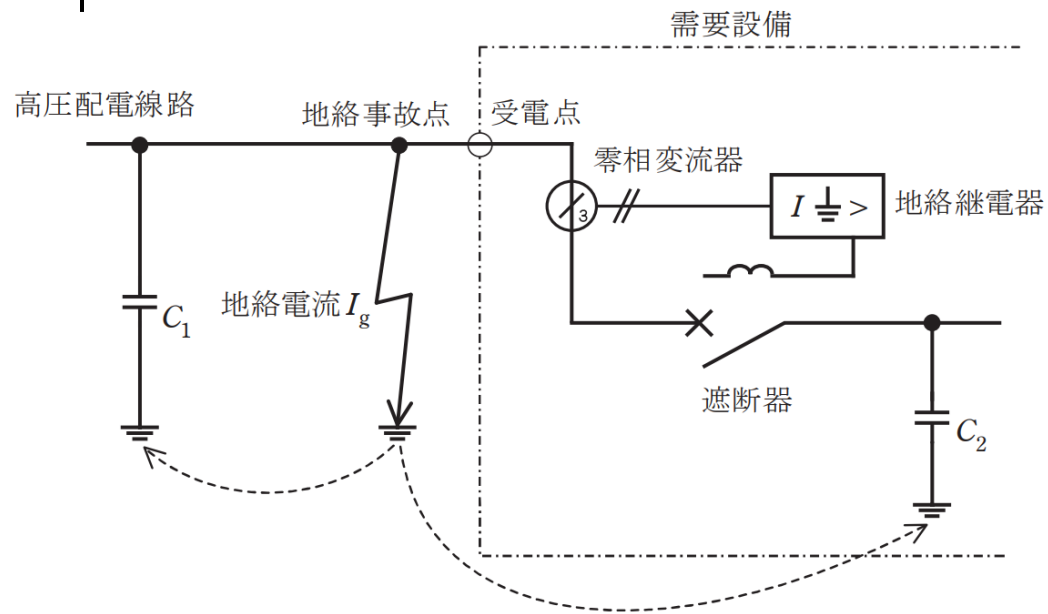 需要設備
高圧配電線路
地絡事故点
受電点
零相変流器
3
I ⏚ >
地絡継電器
地絡電流 Ig
C1
遮断器
C2